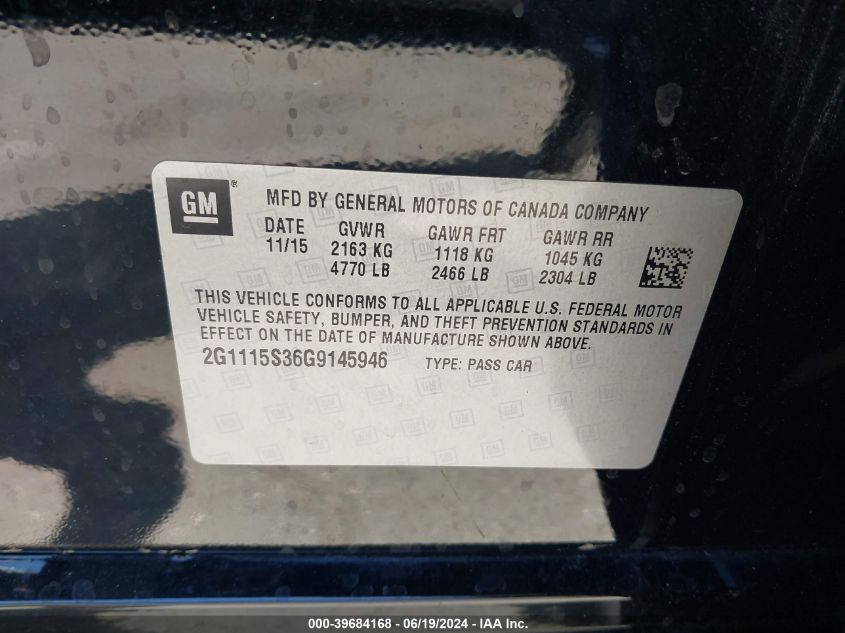 GM ® MFD BY GENERAL MOTORS OF CANADA COMPANY
DATE GVWR GAWR FRT GAWR RR
11/15 2163 KG 1118 KG 1045 KG
4770 LB 2466 LB 2304 LB
THIS VEHICLE CONFORMS TO ALL APPLICABLE U.S. FEDERAL MOTOR
VEHICLE SAFETY, BUMPER, AND THEFT PREVENTION STANDARDS IN
EFFECT ON THE DATE OF MANUFACTURE SHOWN ABOVE.
2G1115S36G9145946 TYPE: PASS CAR
000-39684168 - 06/19/2024 - IAA Inc.